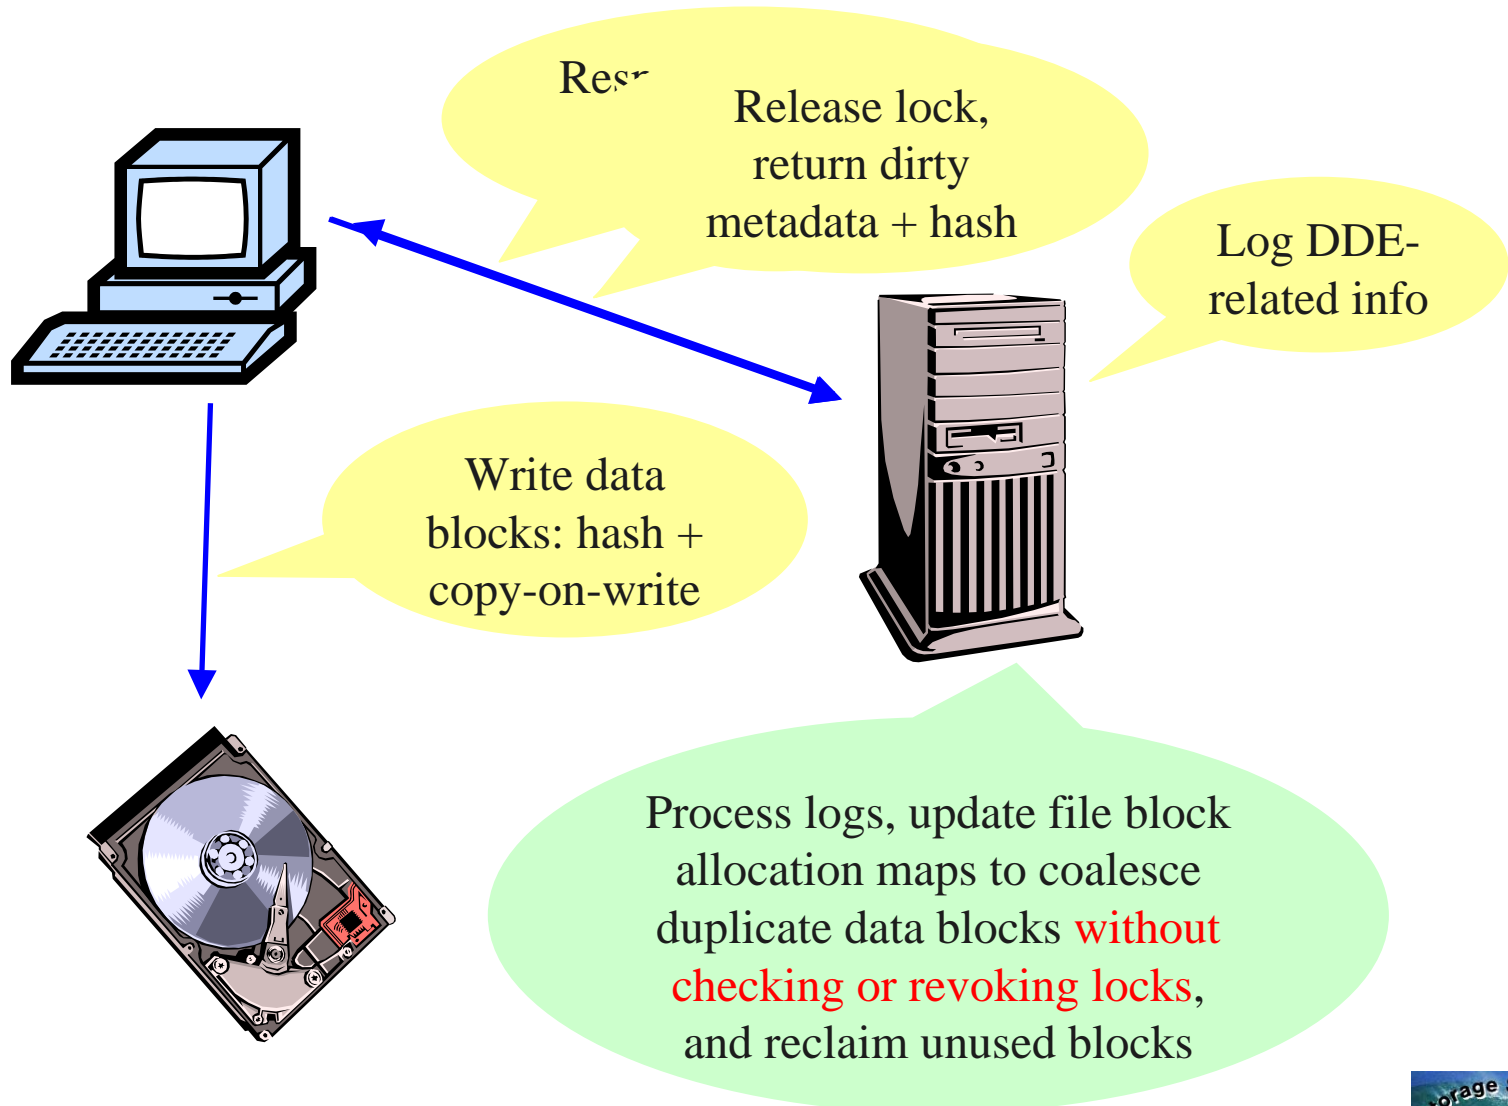 Release lock,
return dirty
metadata + hash
Log DDE-
related info
Write data
blocks: hash +
copy-on-write
Process logs, update file block
allocation maps to coalesce
duplicate data blocks without
checking or revoking locks,
and reclaim unused blocks